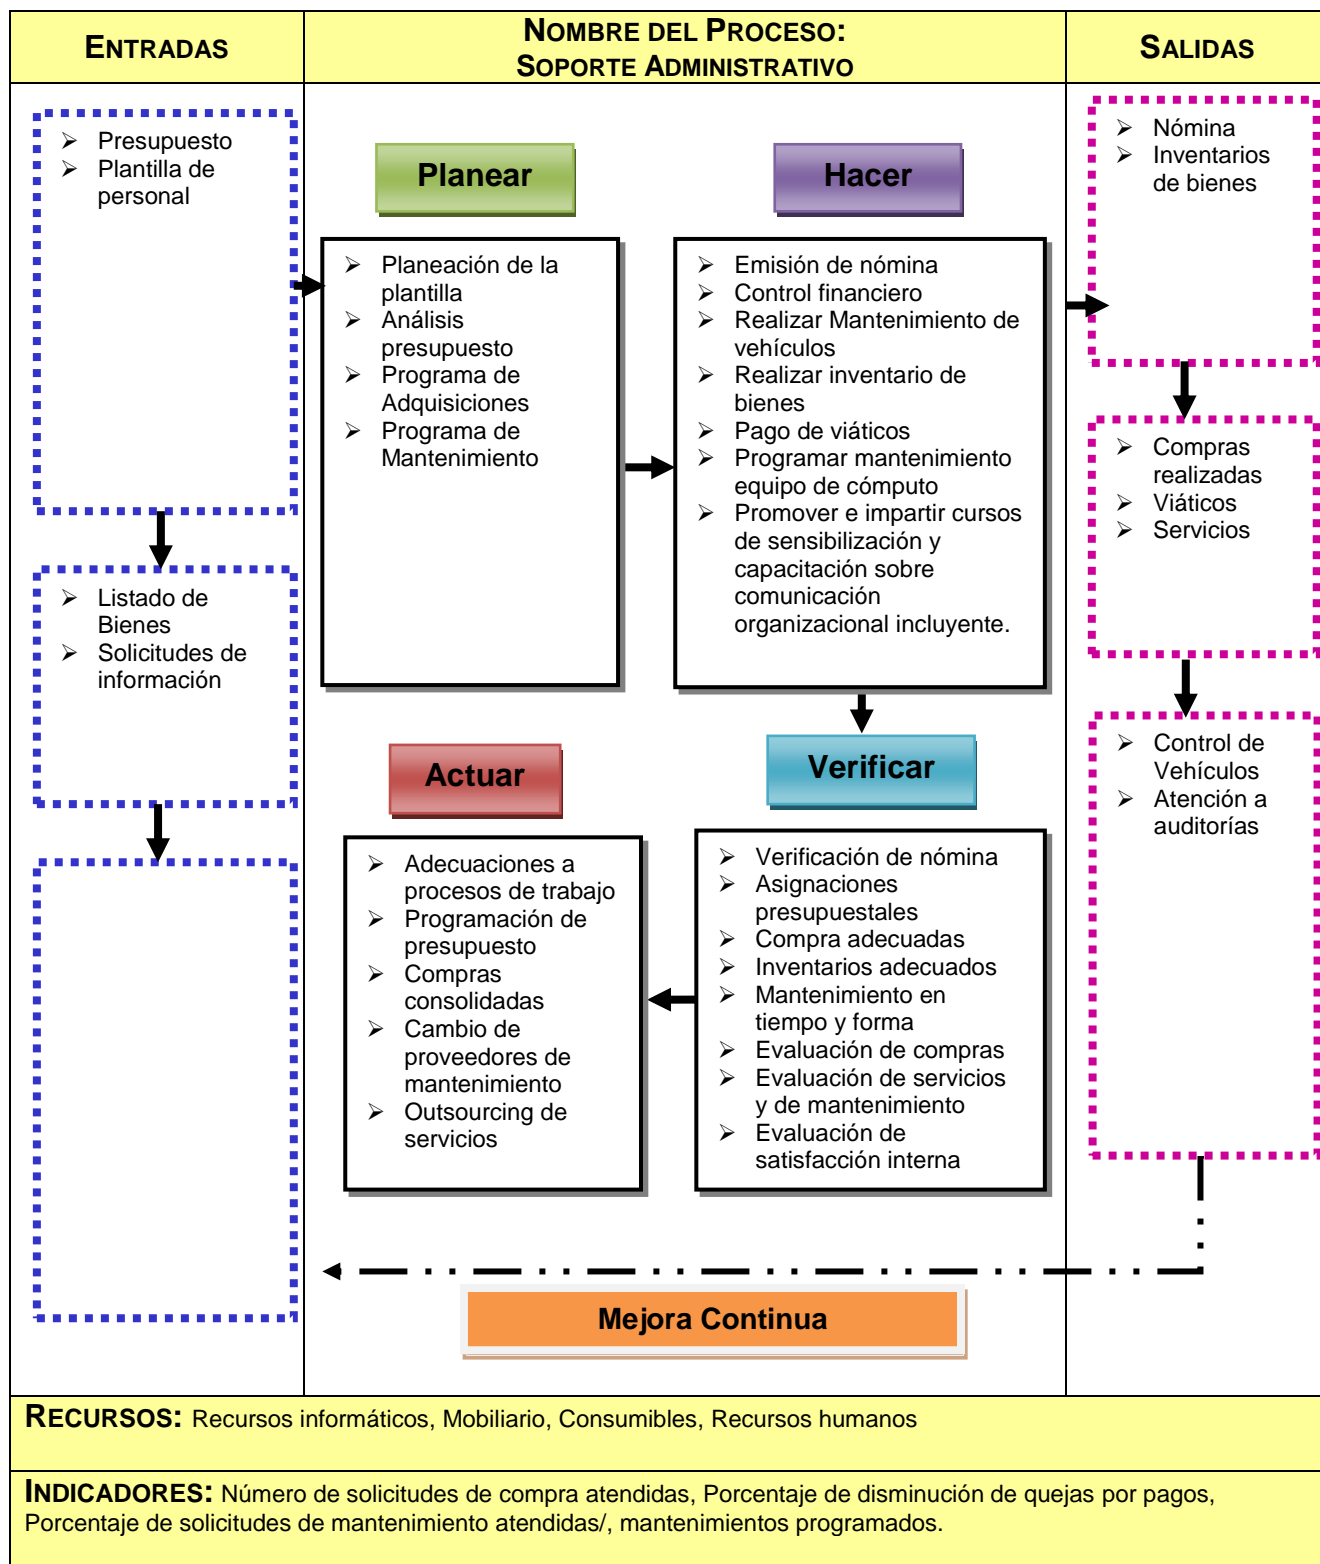 ENTRADAS
NOMBRE DEL PROCESO:
SOPORTE ADMINISTRATIVO
SALIDAS
➢ Presupuesto
➢ Plantilla de
personal
➢ Listado de
Bienes
➢ Solicitudes de
información
Planear
➢ Planeación de la
plantilla
➢ Análisis
presupuesto
➢ Programa de
Adquisiciones
➢ Programa de
Mantenimiento
Hacer
➢ Emisión de nómina
➢ Control financiero
➢ Realizar Mantenimiento de
vehículos
➢ Realizar inventario de
bienes
➢ Pago de viáticos
➢ Programar mantenimiento
equipo de cómputo
➢ Promover e impartir cursos
de sensibilización y
capacitación sobre
comunicación
organizacional incluyente.
Verificar
➢ Verificación de nómina
➢ Asignaciones
presupuestales
➢ Compra adecuadas
➢ Inventarios adecuados
➢ Mantenimiento en
tiempo y forma
➢ Evaluación de compras
➢ Evaluación de servicios
y de mantenimiento
➢ Evaluación de
satisfacción interna
Actuar
➢ Adecuaciones a
procesos de trabajo
➢ Programación de
presupuesto
➢ Compras
consolidadas
➢ Cambio de
proveedores de
mantenimiento
➢ Outsourcing de
servicios
➢ Nómina
➢ Inventarios
de bienes
➢ Compras
realizadas
➢ Viáticos
➢ Servicios
➢ Control de
Vehículos
➢ Atención a
auditorías
Mejora Continua
RECURSOS: Recursos informáticos, Mobiliario, Consumibles, Recursos humanos
INDICADORES: Número de solicitudes de compra atendidas, Porcentaje de disminución de quejas por pagos,
Porcentaje de solicitudes de mantenimiento atendidas/, mantenimientos programados.